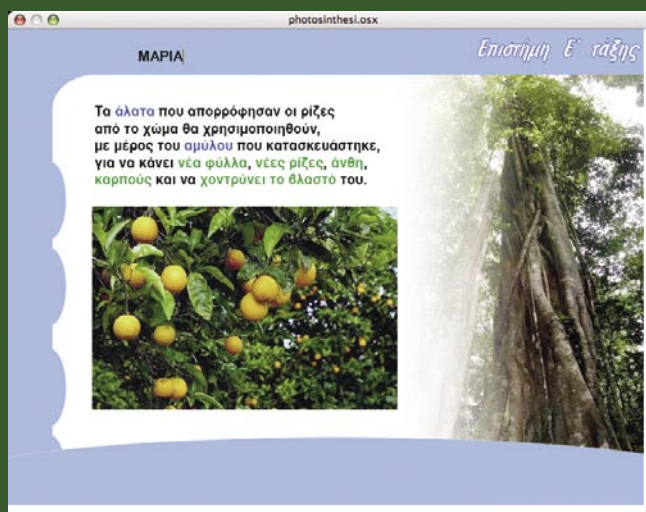 photosinthesi.osx
ΜΑΡΙΑ
Επιστήμη Ε΄ τάξης
Τα άλατα που απορρόφησαν οι ρίζες
από το χώμα θα χρησιμοποιηθούν,
με μέρος του αμύλου που κατασκευάστηκε,
για να κάνει νέα φύλλα, νέες ρίζες, άνθη,
καρπούς και να χοντρύνει το βλαστό του.